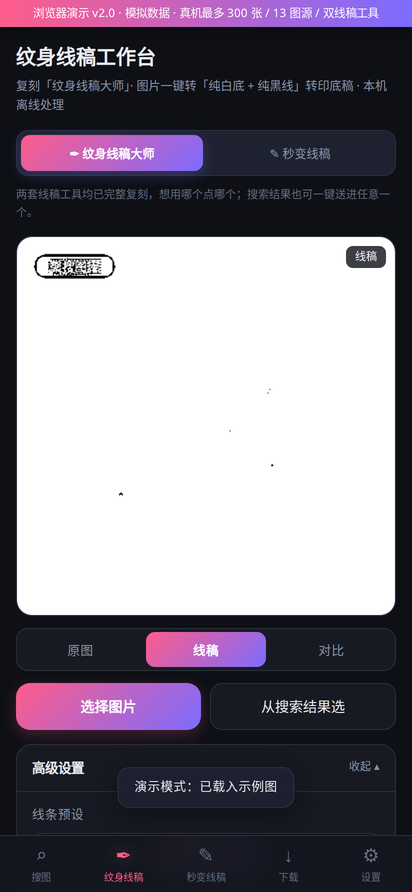 浏览器演示 v2.0 · 模拟数据 · 真机最多 300 张 / 13 图源 / 双线稿工具
纹身线稿工作台
复刻「纹身线稿大师」· 图片一键转「纯白底 + 纯黑线」转印底稿 · 本机
离线处理
✒ 纹身线稿大师
✎ 秒变线稿
两套线稿工具均已完整复刻，想用哪个点哪个；搜索结果也可一键送进任意一
个。
线稿
原图
线稿
对比
选择图片
从搜索结果选
高级设置
收起 ▴
演示模式：已载入示例图
线条预设
搜图
纹身线稿
秒变线稿
下载
设置